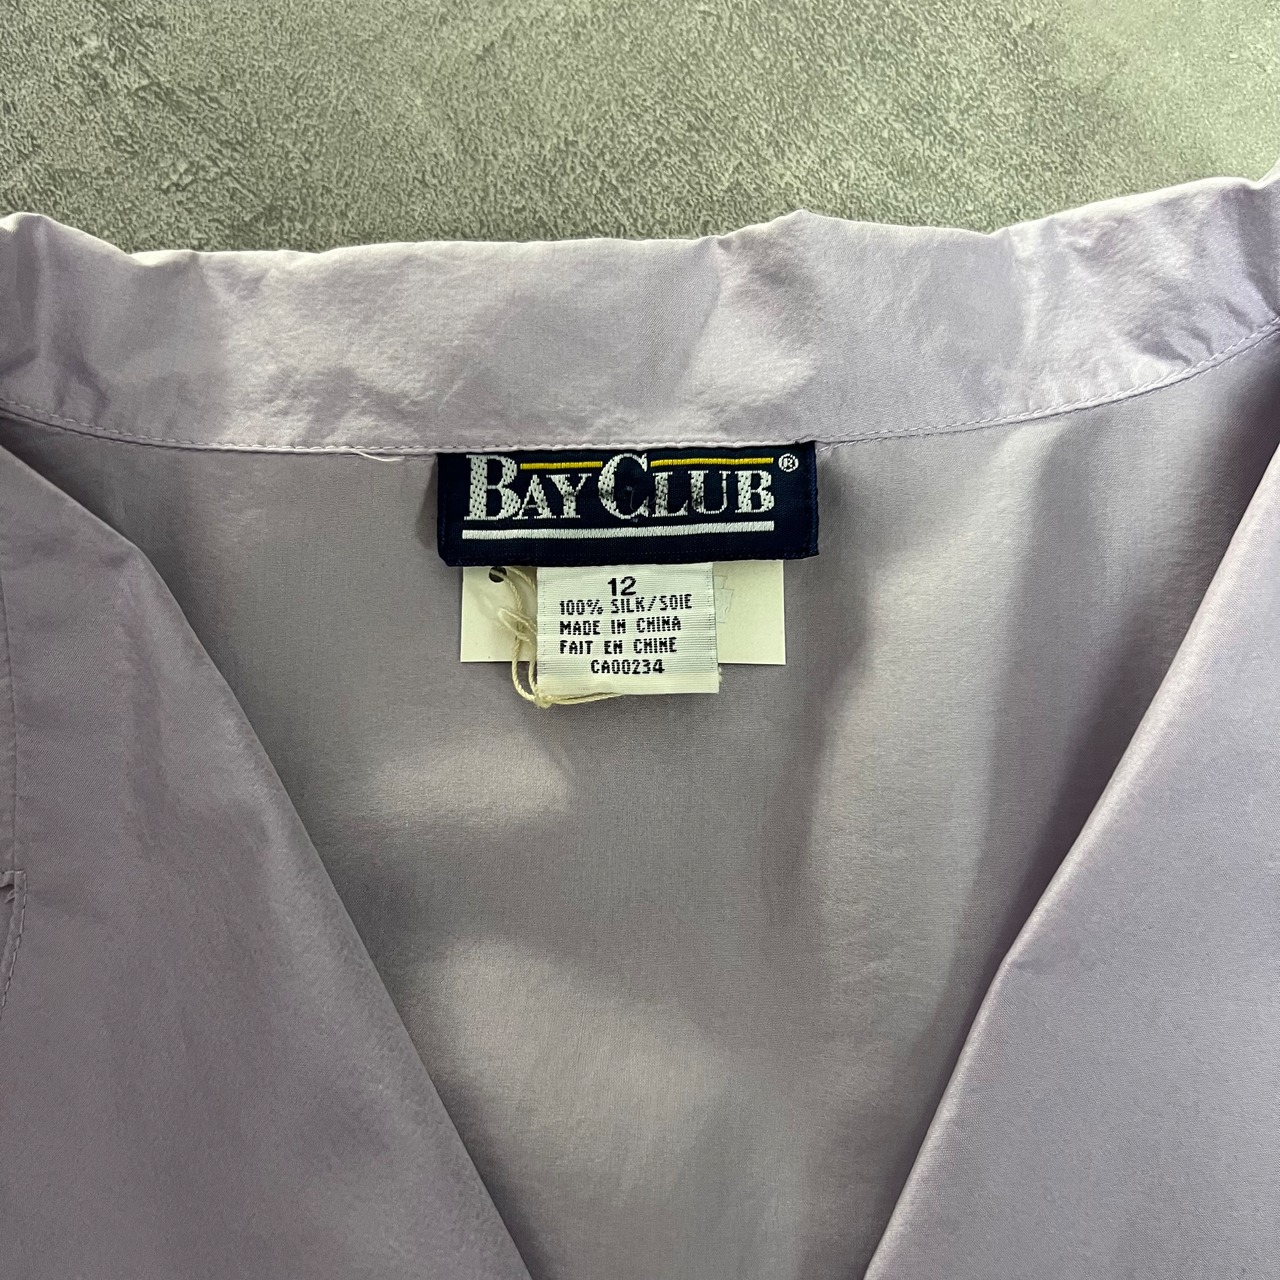 BAY CLUB®
12
100% SILK/SOIE
MADE IN CHINA
FAIT EN CHINE
CA00234